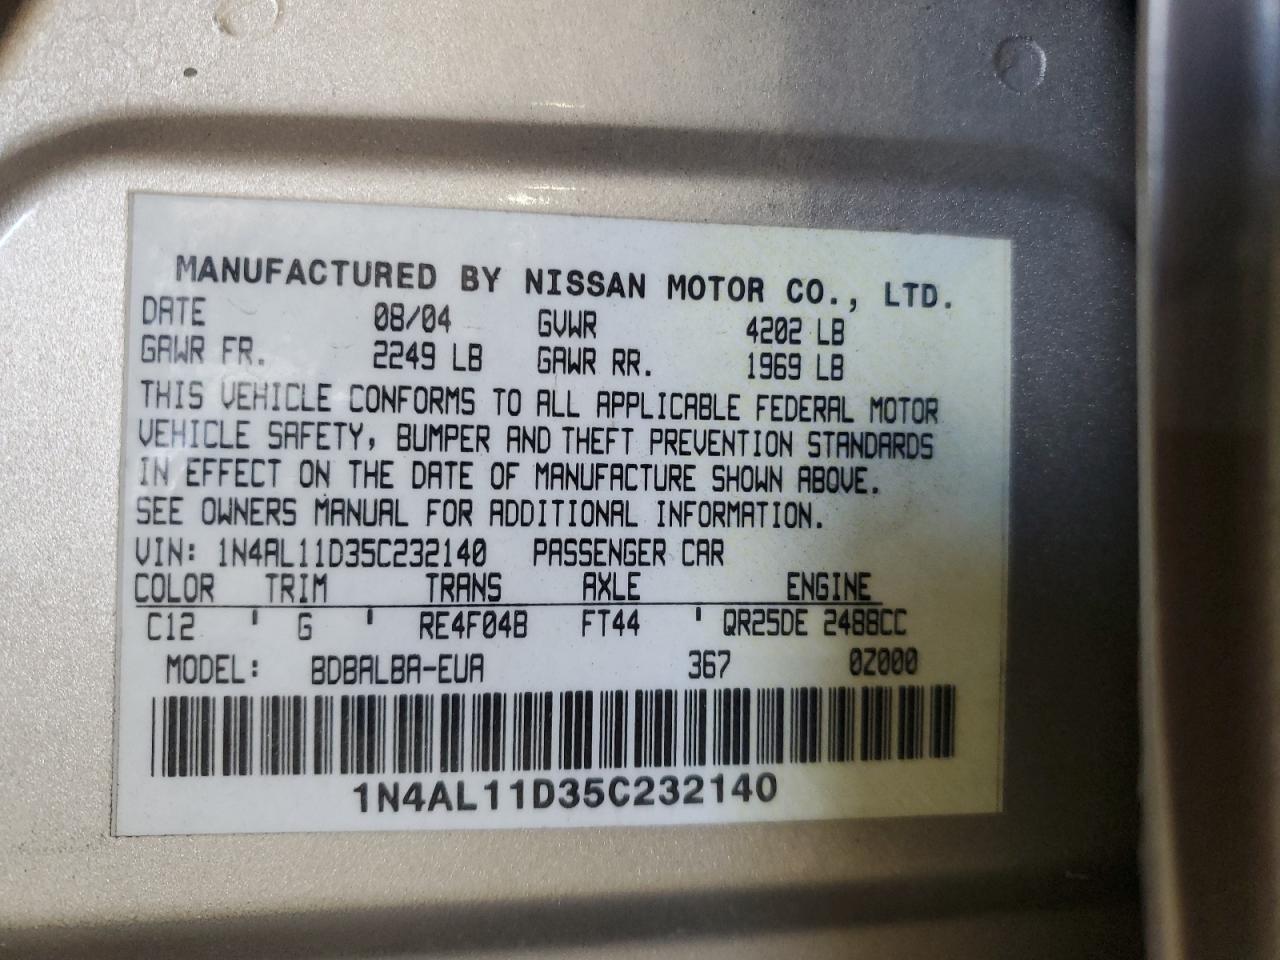 MANUFACTURED BY NISSAN MOTOR CO., LTD.
DATE 08/04 GVWR 4202 LB
GAWR FR. 2249 LB GAWR RR. 1969 LB
THIS VEHICLE CONFORMS TO ALL APPLICABLE FEDERAL MOTOR
VEHICLE SAFETY, BUMPER AND THEFT PREVENTION STANDARDS
IN EFFECT ON THE DATE OF MANUFACTURE SHOWN ABOVE.
SEE OWNERS MANUAL FOR ADDITIONAL INFORMATION.
VIN: 1N4AL11D35C232140 PASSENGER CAR
COLOR TRIM TRANS AXLE ENGINE
C12 ' G ' RE4F04B FT44 ' QR25DE 2488CC
MODEL: BDBALBA-EUA 367 0Z000
1N4AL11D35C232140